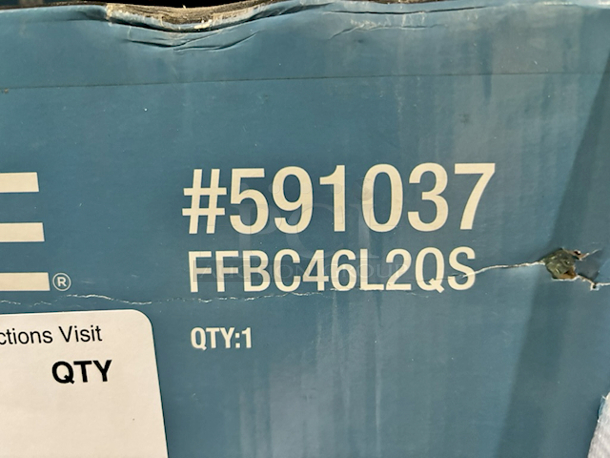 #591037
FFBC46L2QS
E®
QTY:1
ctions Visit
QTY